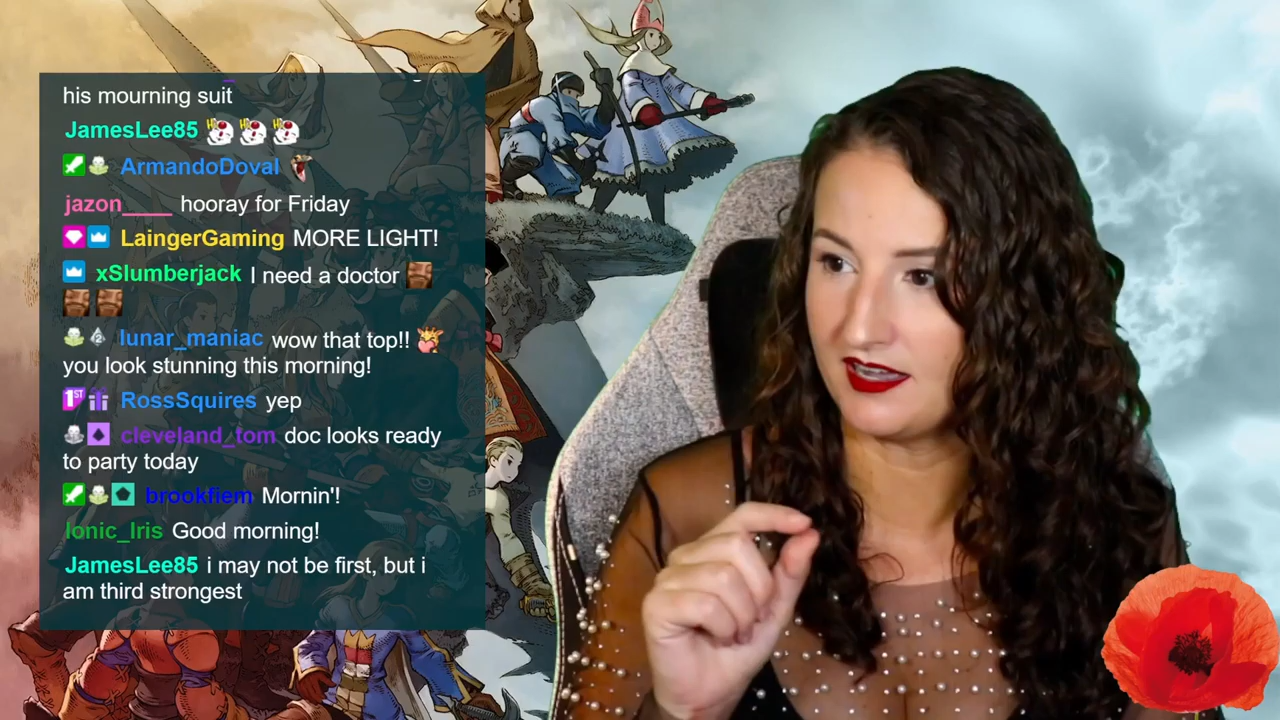 his mourning suit
JamesLee85
ArmandoDoval
jazon____ hooray for Friday
LaingerGaming MORE LIGHT!
xSlumberjack I need a doctor
lunar_maniac wow that top!!
you look stunning this morning!
1ST RossSquires yep
cleveland_tom doc looks ready
to party today
brookfiem Mornin'!
Ionic_Iris Good morning!
JamesLee85 i may not be first, but i
am third strongest